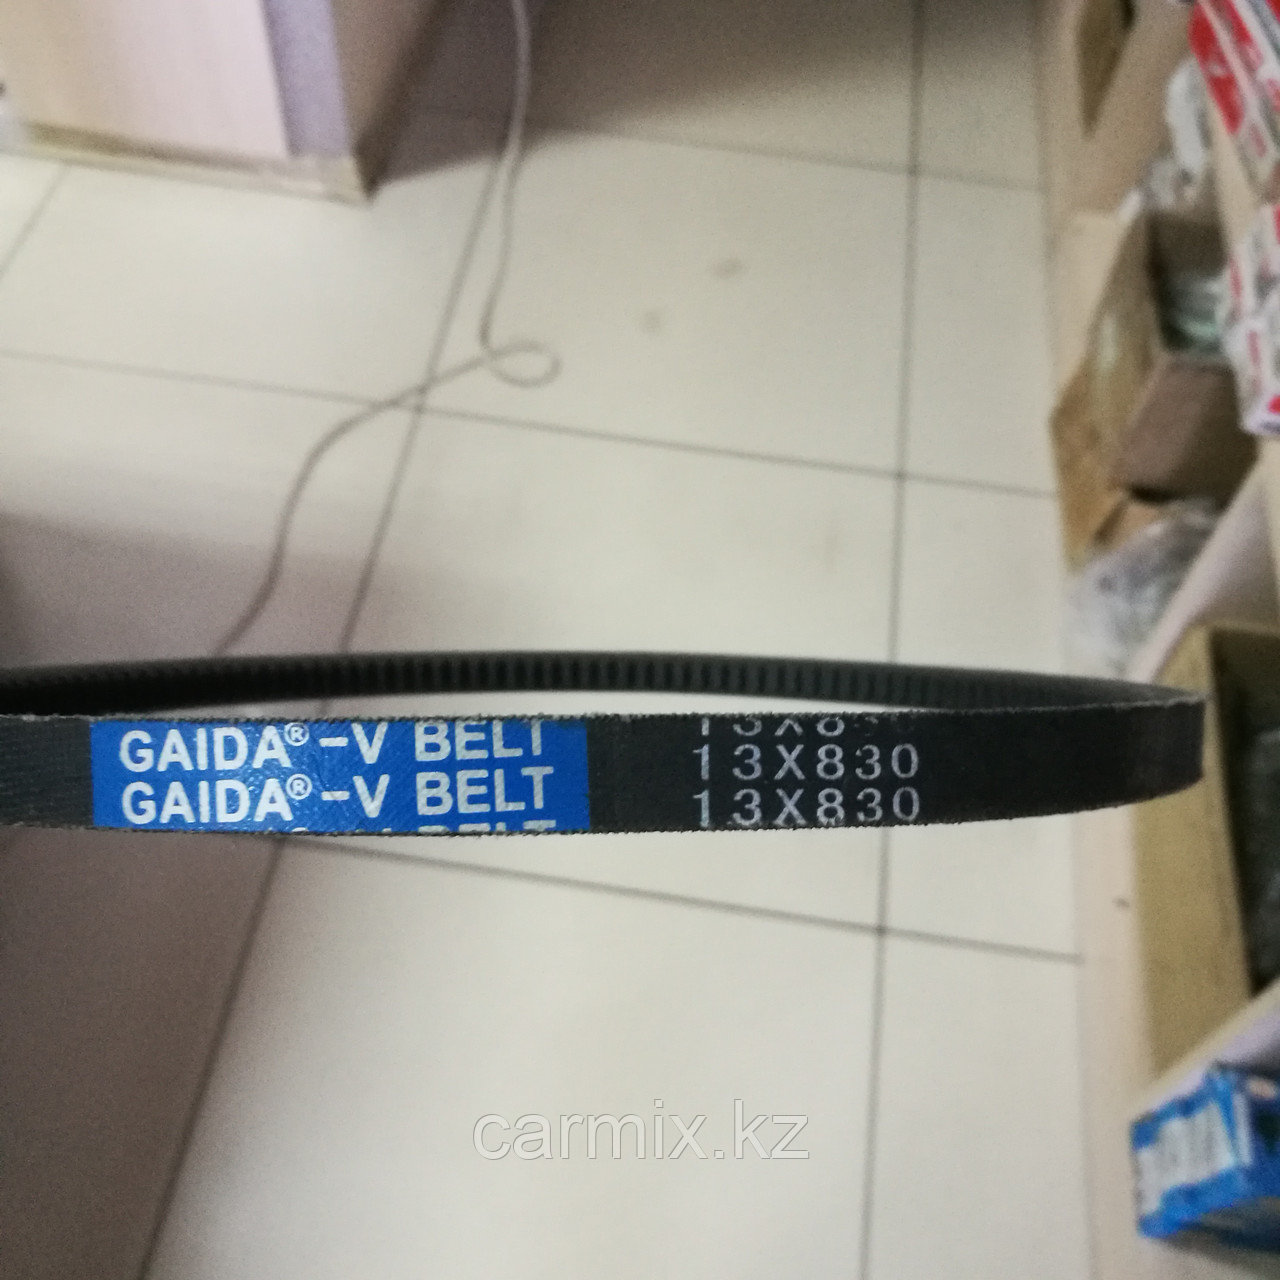 GAIDA® -V BELT
GAIDA® -V BELT
13X830
13X830
carmix.kz